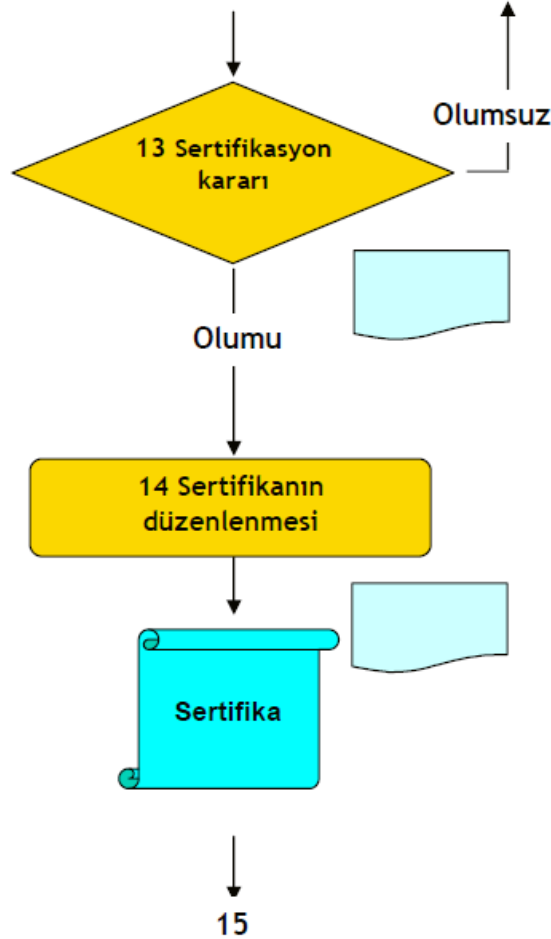 Olumsuz
13 Sertifikasyon
kararı
Olumu
14 Sertifikanın
düzenlenmesi
Sertifika
15